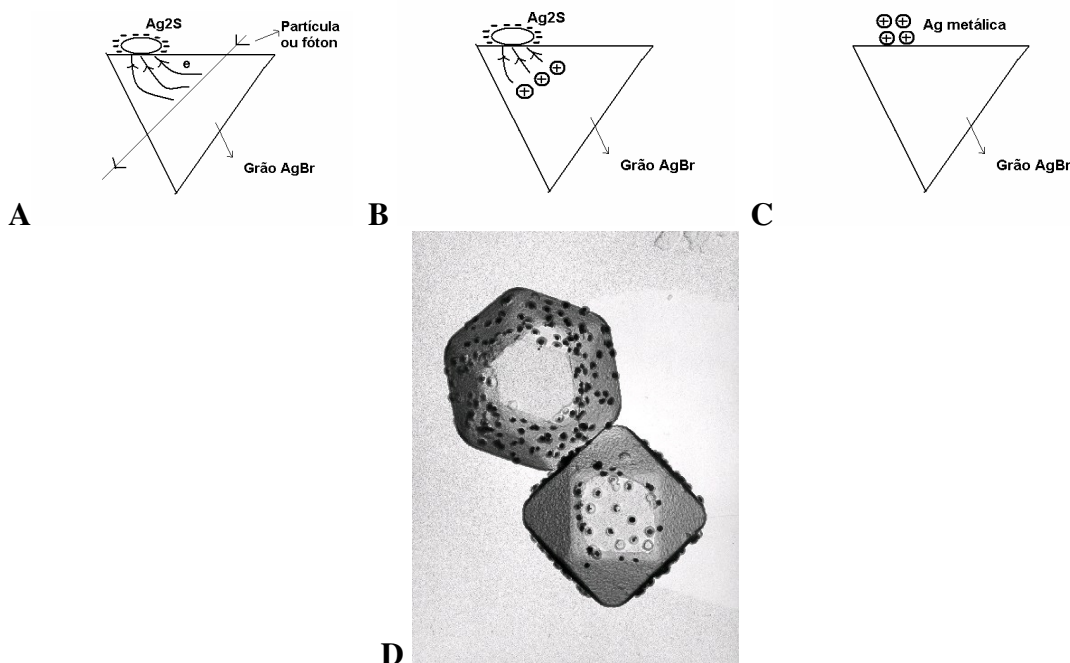 Ag2S
Partícula
ou fóton
e
Grão AgBr
A
Ag2S
Grão AgBr
B
Ag metálica
Grão AgBr
C
D